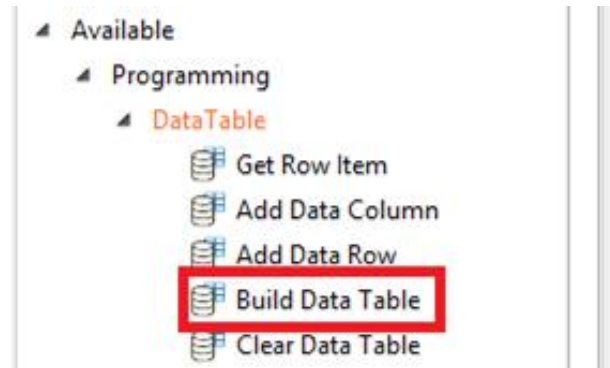 Available
Programming
DataTable
Get Row Item
Add Data Column
Add Data Row
Build Data Table
Clear Data Table